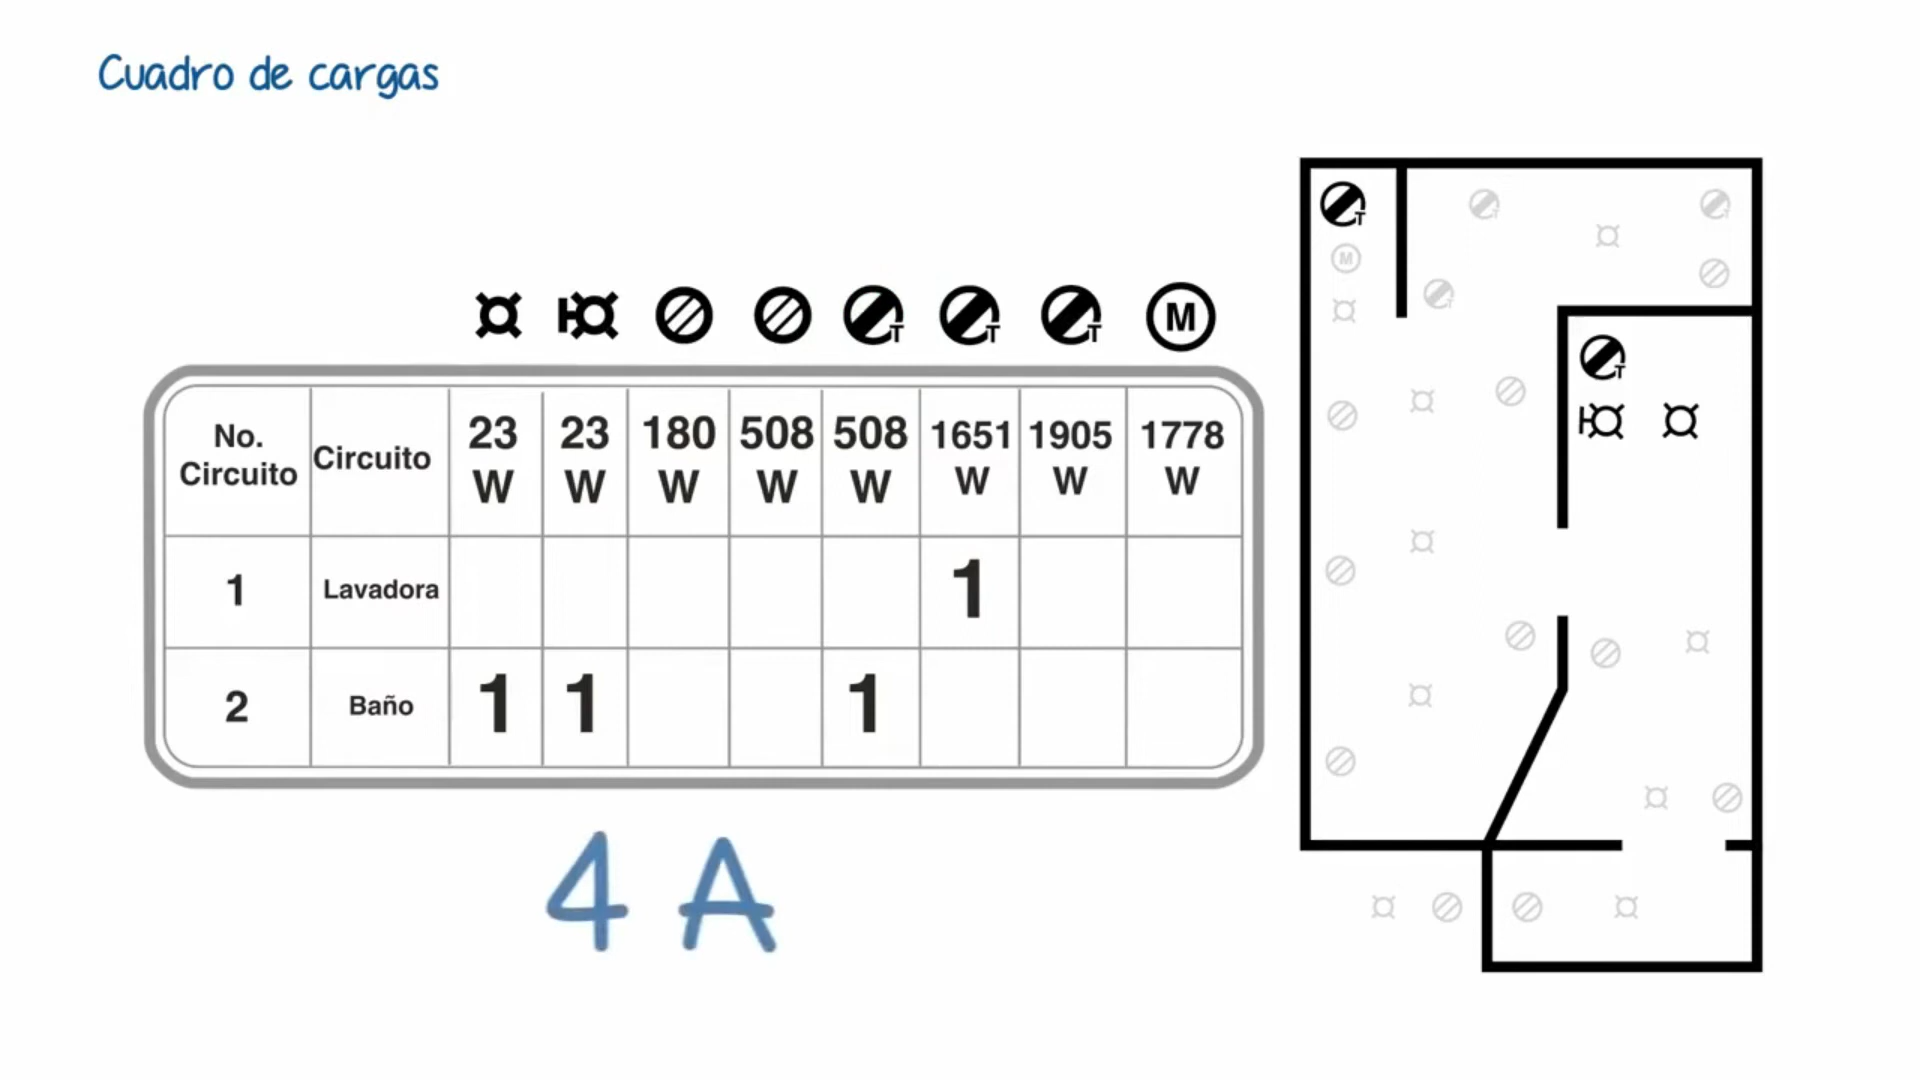 Cuadro de cargas
T T T M
No. Circuito Circuito 23 W 23 W 180 W 508 W 508 W 1651 W 1905 W 1778 W
1 Lavadora 1
2 Baño 1 1 1
4 A
T T T
M
T
T